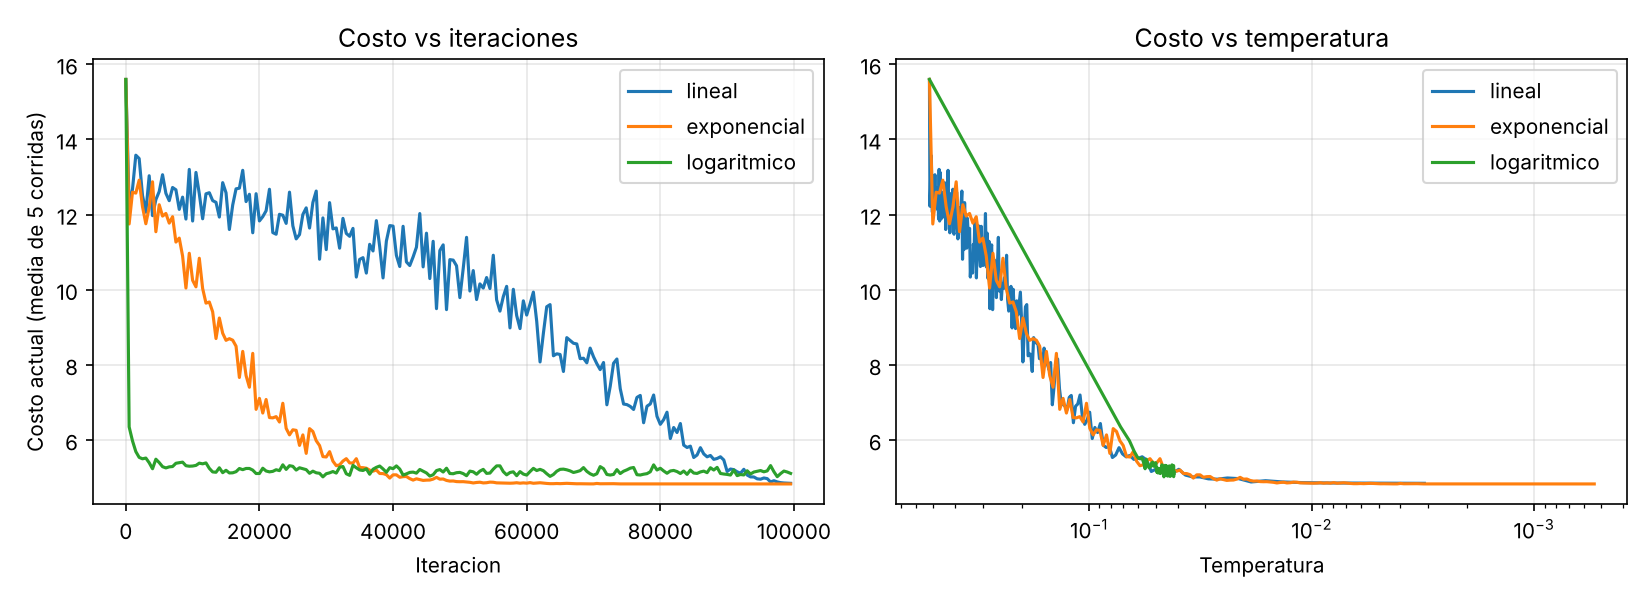 Costo vs iteraciones
Costo actual (media de 5 corridas)
16
14
12
10
8
6
lineal
exponencial
logaritmico
0
20000
40000
60000
80000
100000
Iteracion
Costo vs temperatura
16
14
12
10
8
6
lineal
exponencial
logaritmico
10⁻¹
10⁻²
10⁻³
Temperatura